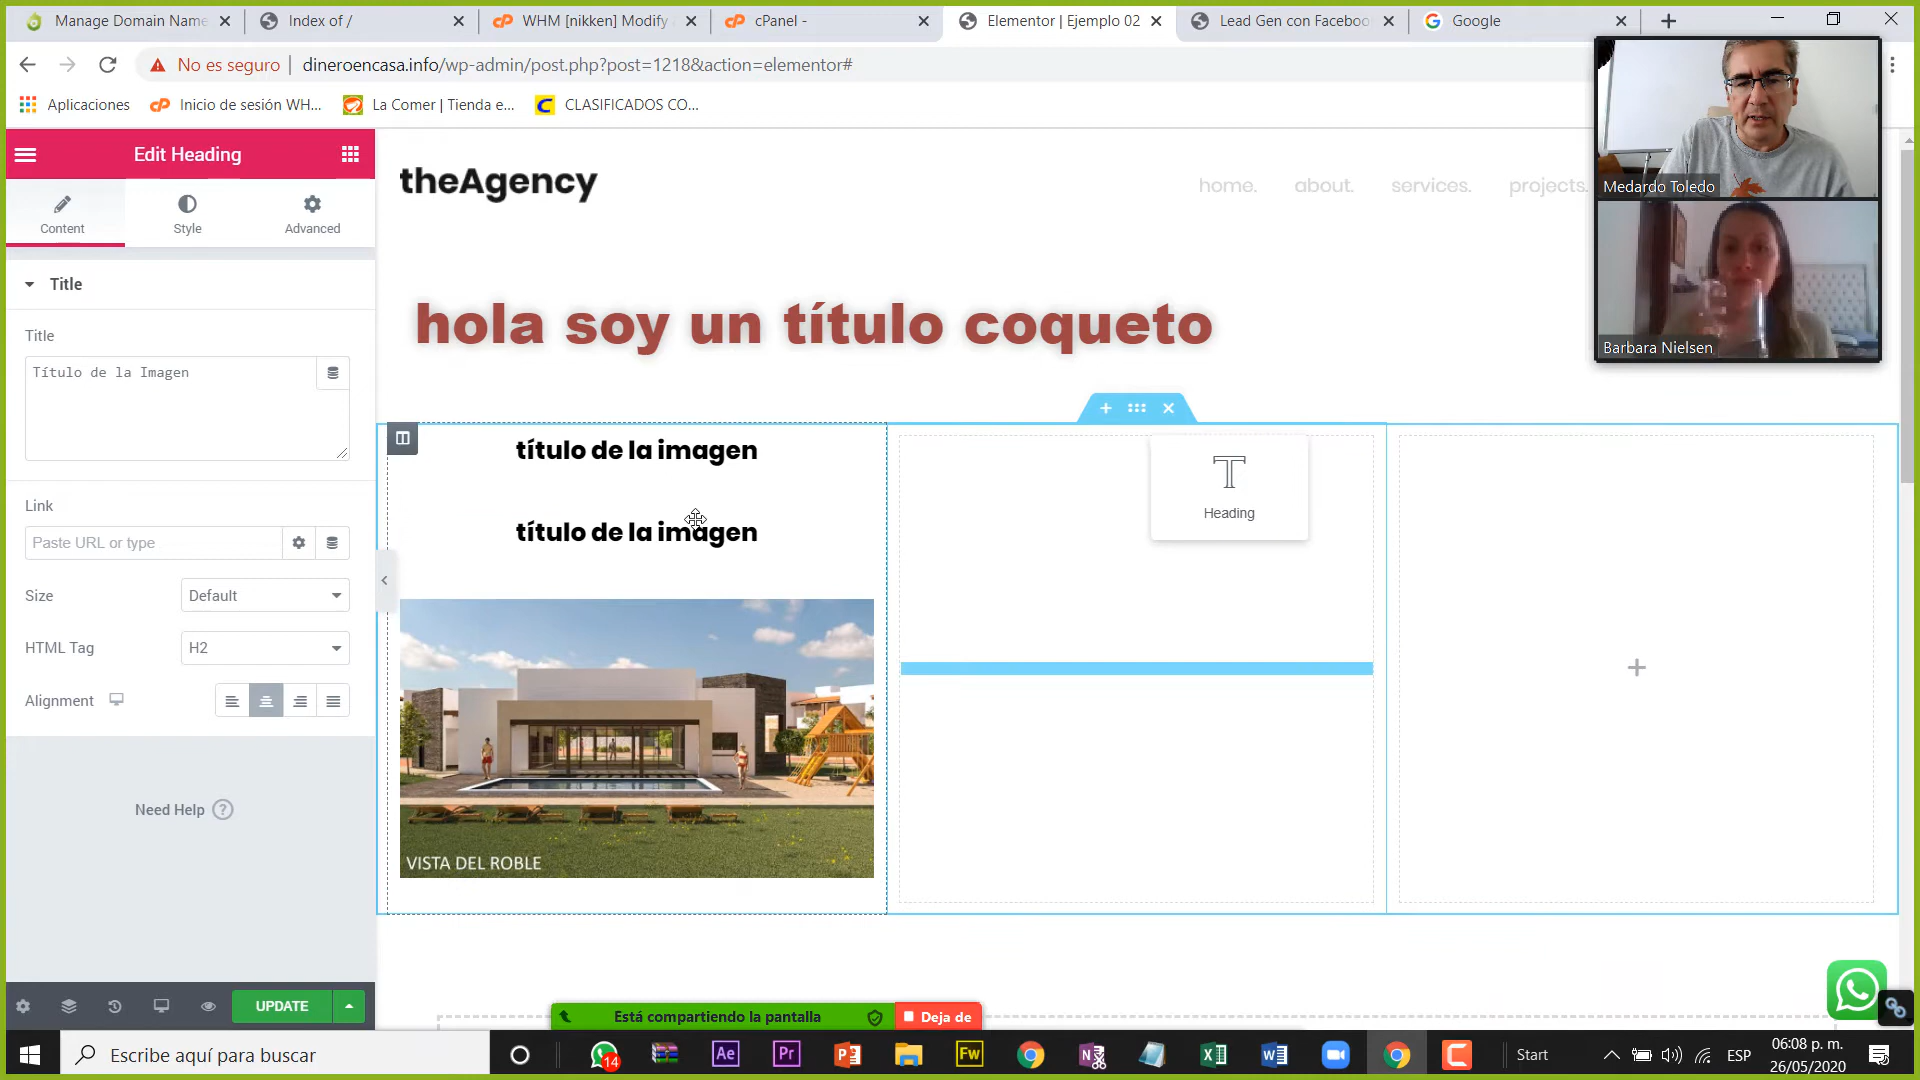 Manage Domain Name
Index of /
WHM [nikken] Modify
cPanel -
Elementor | Ejemplo 02
Lead Gen con Faceboo
Google
No es seguro | dineroencasa.info/wp-admin/post.php?post=1218&action=elementor#
Aplicaciones
Inicio de sesión WH...
La Comer | Tienda e...
CLASIFICADOS CO...
Medardo Toledo
Barbara Nielsen
Edit Heading
Content
Style
Advanced
Title
Title
Título de la Imagen
Link
Paste URL or type
Size
Default
HTML Tag
H2
Alignment
Need Help
UPDATE
theAgency
home.
about.
services.
projects.
hola soy un título coqueto
título de la imagen
título de la imagen
VISTA DEL ROBLE
Heading
Está compartiendo la pantalla
Deja de
Escribe aquí para buscar
14
Ae
Pr
Fw
Start
ESP
06:08 p. m.
26/05/2020